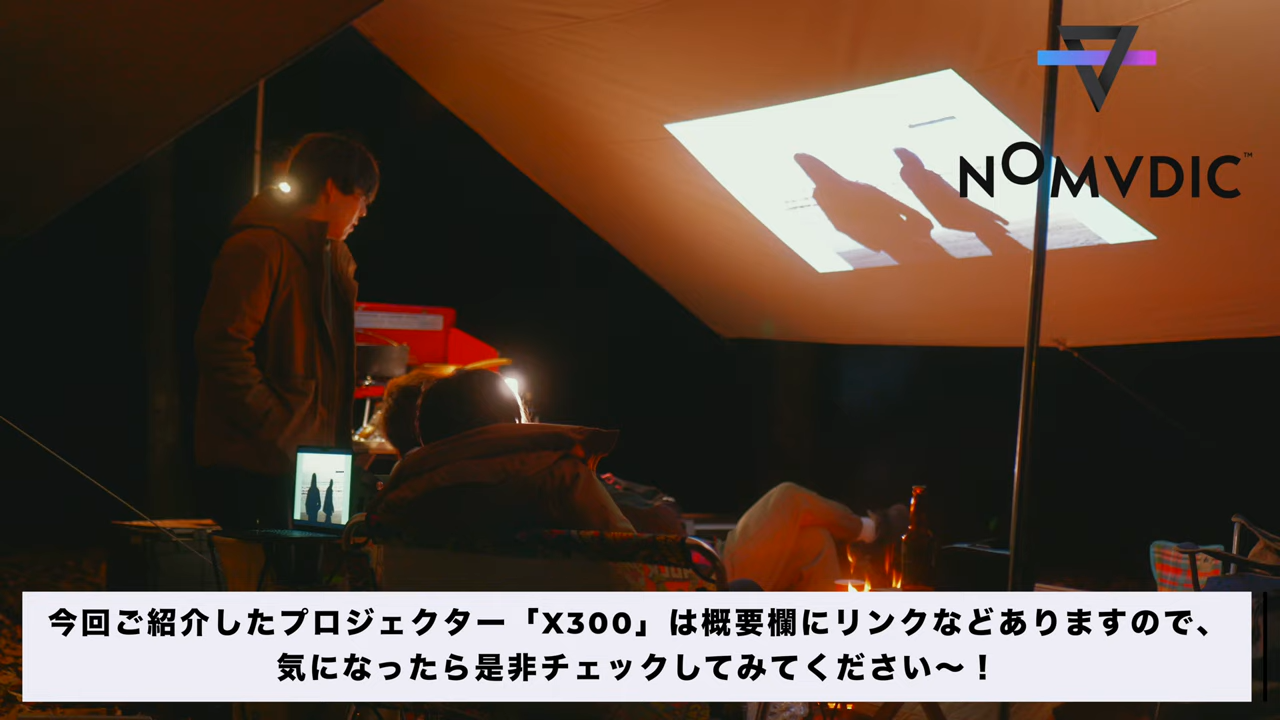 NOMVDIC™
今回ご紹介したプロジェクター「X300」は概要欄にリンクなどありますので、
気になったら是非チェックしてみてください〜！